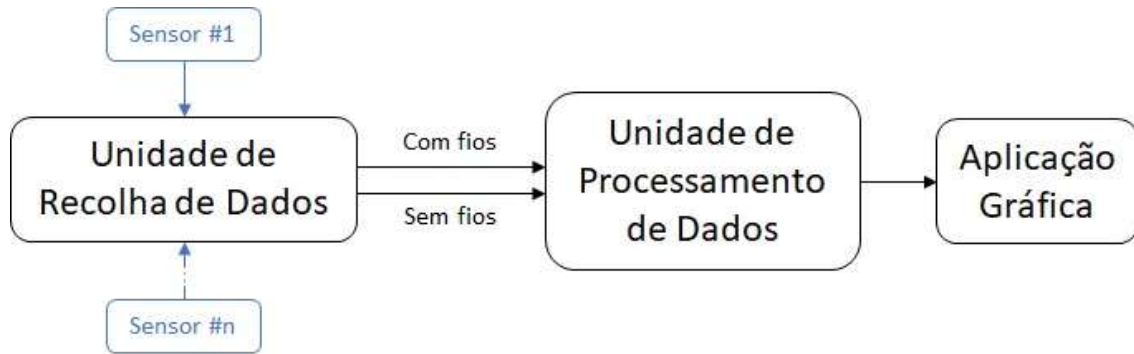 Sensor #1
Unidade de
Recolha de Dados
Sensor #n
Com fios
Sem fios
Unidade de
Processamento
de Dados
Aplicação
Gráfica